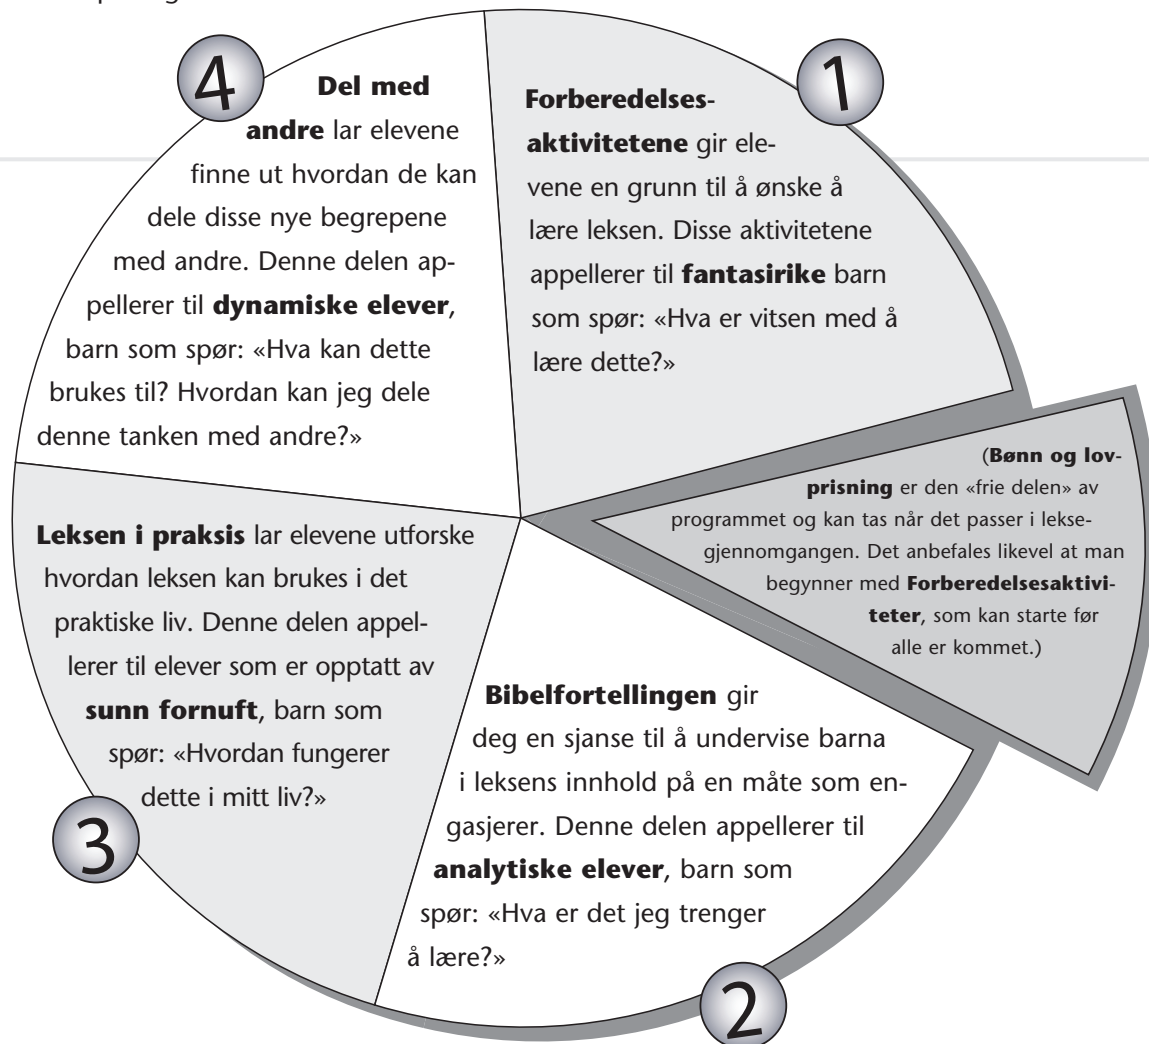 1
Forberedelses-
aktivitetene gir ele-
vene en grunn til å ønske å
lære leksen. Disse aktivitetene
appellerer til fantasirike barn
som spør: «Hva er vitsen med å
lære dette?»
(Bønn og lov-
prisning er den «frie delen» av
programmet og kan tas når det passer i lekse-
gjennomgangen. Det anbefales likevel at man
begynner med Forberedelsesaktivi-
teter, som kan starte før
alle er kommet.)
2
Bibelfortellingen gir
deg en sjanse til å undervise barna
i leksens innhold på en måte som en-
gasjerer. Denne delen appellerer til
analytiske elever, barn som
spør: «Hva er det jeg trenger
å lære?»
3
Leksen i praksis lar elevene utforske
hvordan leksen kan brukes i det
praktiske liv. Denne delen appel-
lerer til elever som er opptatt av
sunn fornuft, barn som
spør: «Hvordan fungerer
dette i mitt liv?»
4
Del med
andre lar elevene
finne ut hvordan de kan
dele disse nye begrepene
med andre. Denne delen ap-
pellerer til dynamiske elever,
barn som spør: «Hva kan dette
brukes til? Hvordan kan jeg dele
denne tanken med andre?»